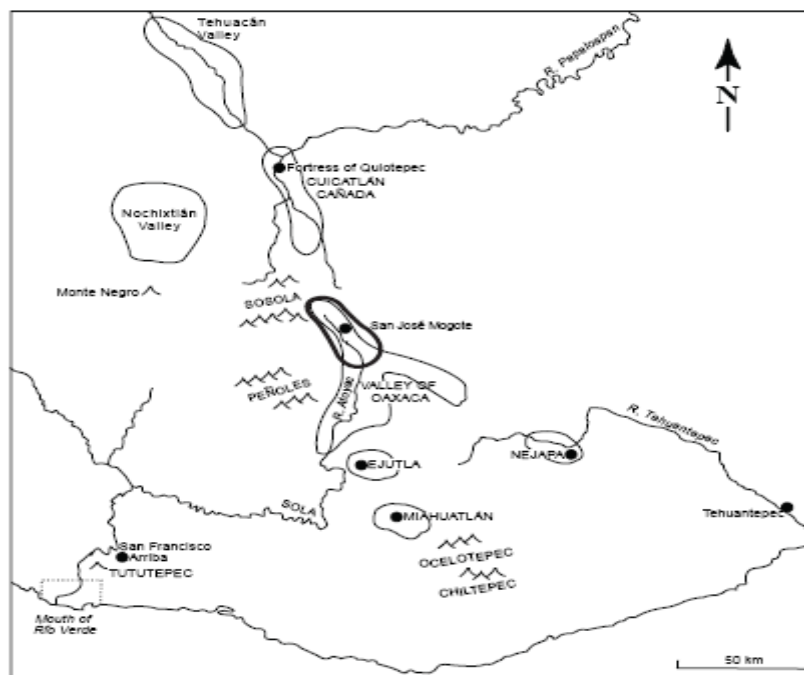 Tehuacán
Valley
R. Papaloapan
N
Fortress of Quiotepec
CUICATLÁN
CAÑADA
Nochixtlán
Valley
Monte Negro
SOSOLA
San José Mogote
PEÑOLES
R. Atoyac
VALLEY OF
OAXACA
R. Tehuantepec
EJUTLA
NEJAPA
SOLA
MIAHUATLÁN
Tehuantepec
San Francisco
Arriba
TUTUTEPEC
OCELOTEPEC
CHILTEPEC
Mouth of
Río Verde
50 km